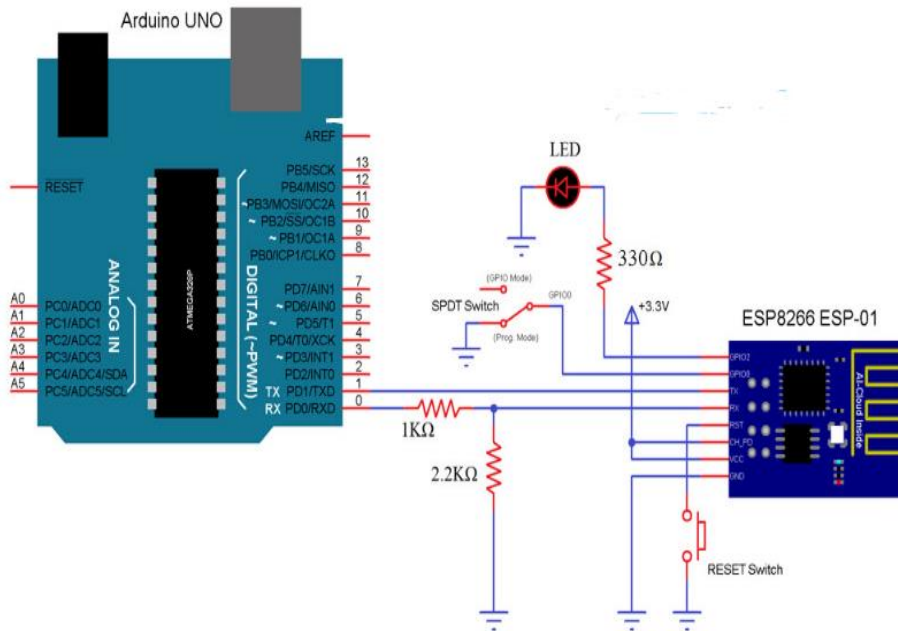 Arduino UNO
AREF
RESET
PB5/SCK 13
PB4/MISO 12
~PB3/MOSI/OC2A 11
~ PB2/SS/OC1B 10
~ PB1/OC1A 9
PB0/ICP1/CLKO 8
PD7/AIN1 7
~ PD6/AIN0 6
~ PD5/T1 5
PD4/T0/XCK 4
~ PD3/INT1 3
PD2/INT0 2
TX PD1/TXD 1
RX PD0/RXD 0
ATMEGA328P
ANALOG IN
DIGITAL (~PWM)
A0 PC0/ADC0
A1 PC1/ADC1
A2 PC2/ADC2
A3 PC3/ADC3
A4 PC4/ADC4/SDA
A5 PC5/ADC5/SCL
LED
330Ω
(GPIO Mode)
SPDT Switch
GPIO0
(Prog. Mode)
+3.3V
1KΩ
2.2KΩ
ESP8266 ESP-01
GPIO2
GPIO0
TX
RX
RST
CH_PD
VCC
GND
AI-Cloud Inside
RESET Switch